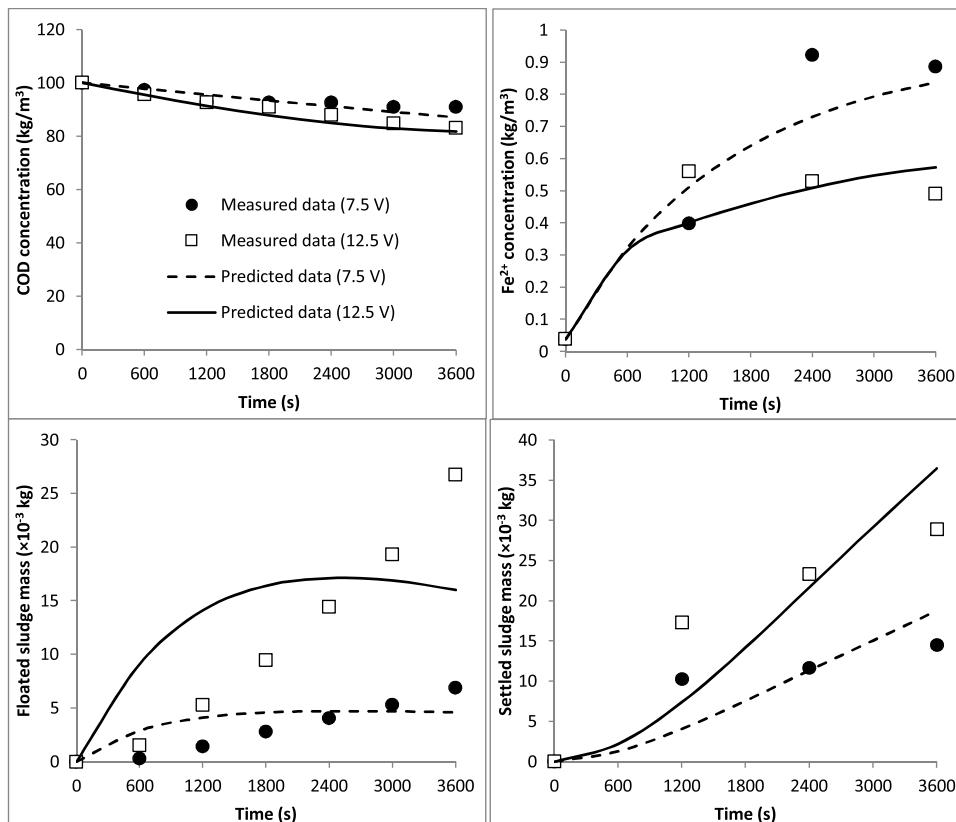 COD concentration (kg/m³)
120
100
80
60
40
20
0
Measured data (7.5 V)
Measured data (12.5 V)
Predicted data (7.5 V)
Predicted data (12.5 V)
0 600 1200 1800 2400 3000 3600
Time (s)
Fe²⁺ concentration (kg/m³)
1
0.9
0.8
0.7
0.6
0.5
0.4
0.3
0.2
0.1
0
0 600 1200 1800 2400 3000 3600
Time (s)
Floated sludge mass (×10⁻³ kg)
30
25
20
15
10
5
0
0 600 1200 1800 2400 3000 3600
Time (s)
Settled sludge mass (×10⁻³ kg)
40
35
30
25
20
15
10
5
0
0 600 1200 1800 2400 3000 3600
Time (s)